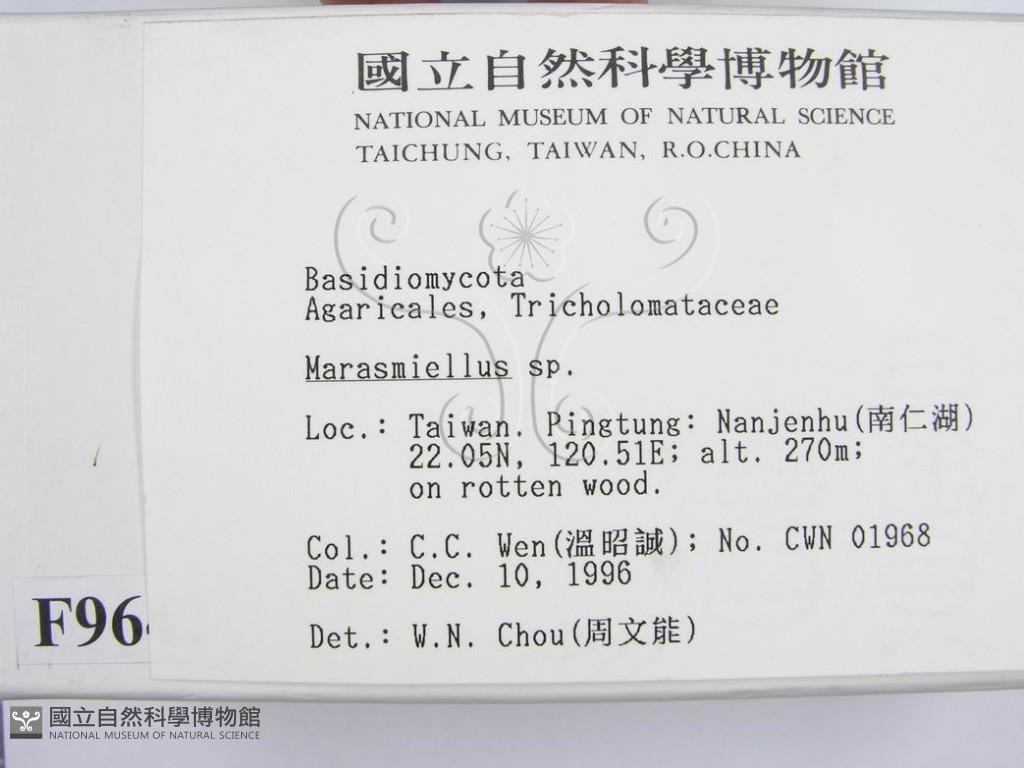 國立自然科學博物館
NATIONAL MUSEUM OF NATURAL SCIENCE
TAICHUNG, TAIWAN, R.O.CHINA
Basidiomycota
Agaricales, Tricholomataceae
Marasmiellus sp.
Loc.: Taiwan. Pingtung: Nanjenhu(南仁湖)
22.05N, 120.51E; alt. 270m;
on rotten wood.
Col.: C.C. Wen(溫昭誠); No. CWN 01968
Date: Dec. 10, 1996
F96
Det.: W.N. Chou(周文能)
國立自然科學博物館
NATIONAL MUSEUM OF NATURAL SCIENCE